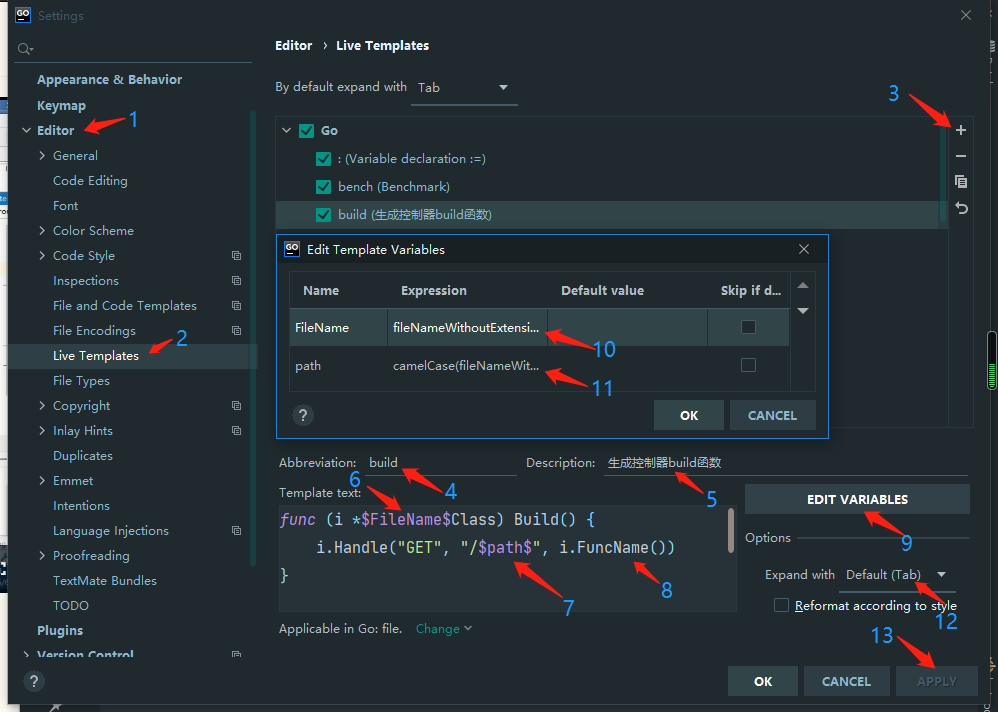 GO Settings
Editor › Live Templates
By default expand with Tab
Appearance & Behavior
Keymap
Editor
General
Code Editing
Font
Color Scheme
Code Style
Inspections
File and Code Templates
File Encodings
Live Templates
File Types
Copyright
Inlay Hints
Duplicates
Emmet
Intentions
Language Injections
Proofreading
TextMate Bundles
TODO
Plugins
Version Control
?
1
2
3
Go
: (Variable declaration :=)
bench (Benchmark)
build (生成控制器build函数)
GO Edit Template Variables
Name Expression Default value Skip if d...
FileName fileNameWithoutExtensi...
10
path camelCase(fileNameWit...
11
? OK CANCEL
Abbreviation: build Description: 生成控制器build函数
6 4 5
Template text:
func (i *$FileName$Class) Build() {
i.Handle("GET", "/$path$", i.FuncName())
}
7 8
EDIT VARIABLES
9
Options
Expand with Default (Tab)
Reformat according to style
12
Applicable in Go: file. Change
13
OK CANCEL APPLY